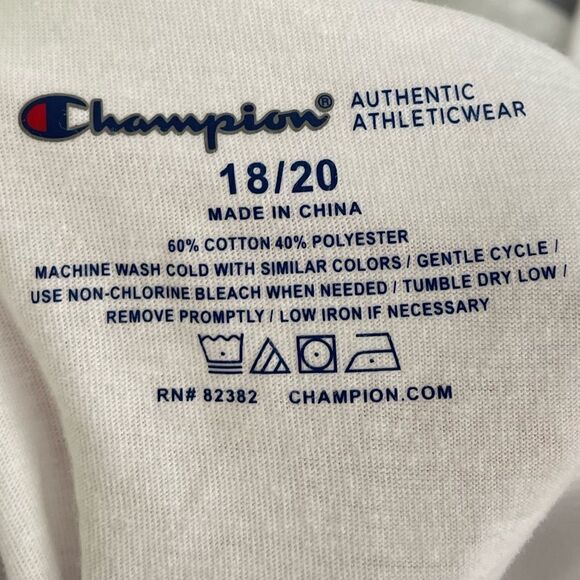 Champion® AUTHENTIC
ATHLETICWEAR
18/20
MADE IN CHINA
60% COTTON 40% POLYESTER
MACHINE WASH COLD WITH SIMILAR COLORS / GENTLE CYCLE /
USE NON-CHLORINE BLEACH WHEN NEEDED / TUMBLE DRY LOW /
REMOVE PROMPTLY / LOW IRON IF NECESSARY
RN# 82382 CHAMPION.COM